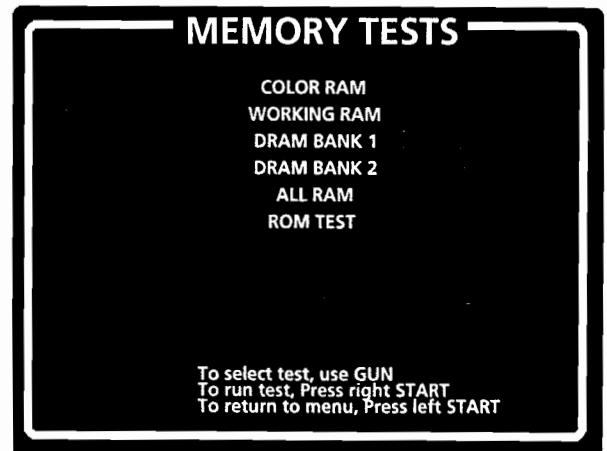 MEMORY TESTS
COLOR RAM
WORKING RAM
DRAM BANK 1
DRAM BANK 2
ALL RAM
ROM TEST
To select test, use GUN
To run test, Press right START
To return to menu, Press left START